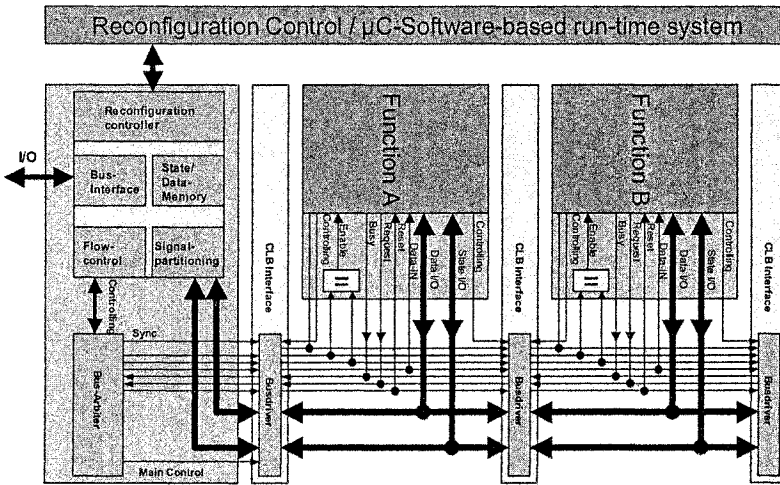 Reconfiguration Control / µC-Software-based run-time system
Reconfiguration
controller
I/O
Bus-
Interface
State/
Data-
Memory
Flow-
control
Signal-
partitioning
Controlling
Bus-Arbiter
Sync
Main Control
CLB Interface
Busdriver
Function A
Controlling
Enable
=
Busy
Request
Reset
Data-IN
Data I/O
State I/O
Controlling
CLB Interface
Busdriver
Function B
Controlling
Enable
=
Busy
Request
Reset
Data-IN
Data I/O
State I/O
Controlling
CLB Interface
Busdriver